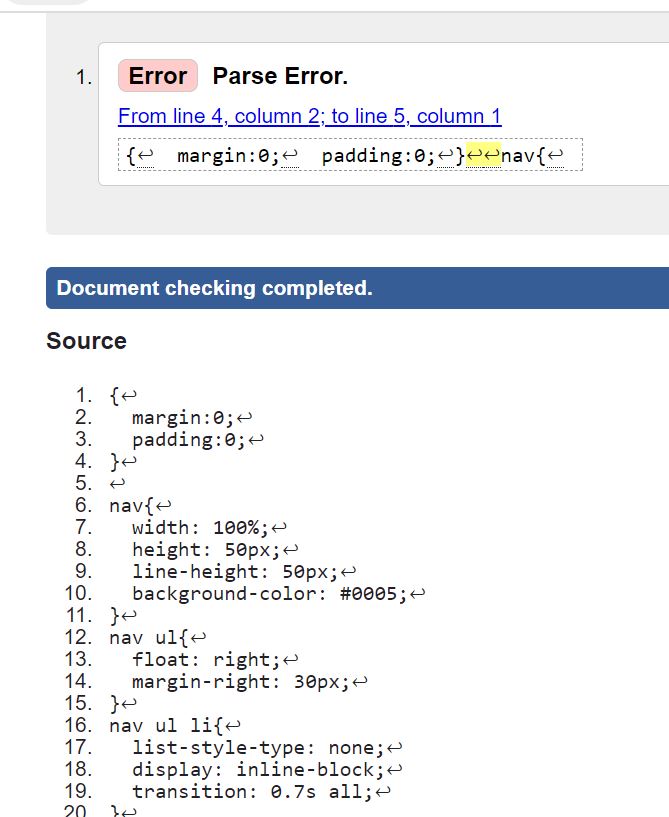 1. Error Parse Error.
From line 4, column 2; to line 5, column 1
{↩ margin:0;↩ padding:0;↩}↩↩nav{↩
Document checking completed.
Source
1. {↩
2. margin:0;↩
3. padding:0;↩
4. }↩
5. ↩
6. nav{↩
7. width: 100%;↩
8. height: 50px;↩
9. line-height: 50px;↩
10. background-color: #0005;↩
11. }↩
12. nav ul{↩
13. float: right;↩
14. margin-right: 30px;↩
15. }↩
16. nav ul li{↩
17. list-style-type: none;↩
18. display: inline-block;↩
19. transition: 0.7s all;↩
20. }↩